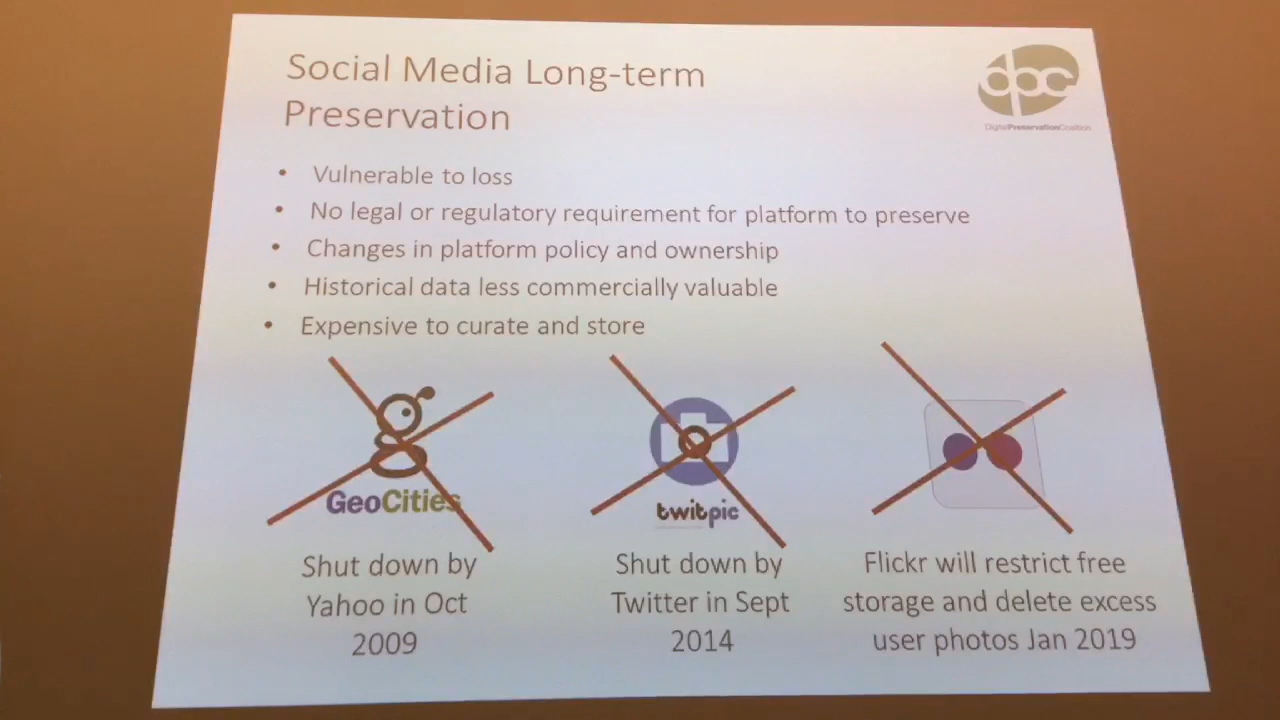 Social Media Long-term
Preservation
dpc
DigitalPreservationCoalition
• Vulnerable to loss
• No legal or regulatory requirement for platform to preserve
• Changes in platform policy and ownership
• Historical data less commercially valuable
• Expensive to curate and store
GeoCities
twitpic
Shut down by
Yahoo in Oct
2009
Shut down by
Twitter in Sept
2014
Flickr will restrict free
storage and delete excess
user photos Jan 2019